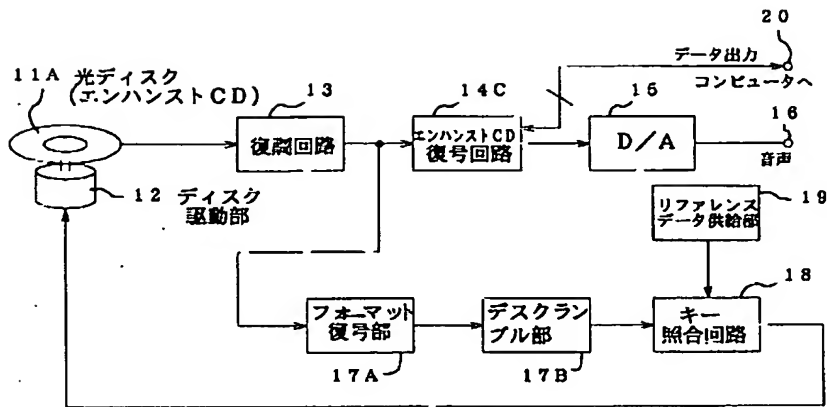 20
データ出力
コンピュータへ
11A 光ディスク
(エンハンストCD)
13
復調回路
14C
エンハンストCD
復号回路
15
D/A
16
音声
12 ディスク
駆動部
19
リファレンス
データ供給部
18
フォーマット
復号部
17A
デスクラン
ブル部
17B
キー
照合回路